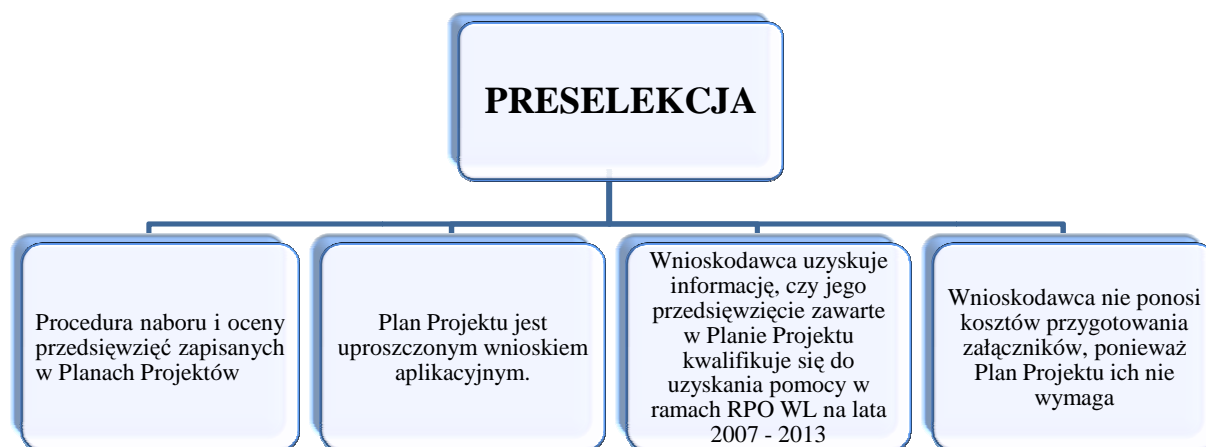 PRESELEKCJA
Procedura naboru i oceny
przedsięwzięć zapisanych
w Planach Projektów
Plan Projektu jest
uproszczonym wnioskiem
aplikacyjnym.
Wnioskodawca uzyskuje
informację, czy jego
przedsięwzięcie zawarte
w Planie Projektu
kwalifikuje się do
uzyskania pomocy w
ramach RPO WL na lata
2007 - 2013
Wnioskodawca nie ponosi
kosztów przygotowania
załączników, ponieważ
Plan Projektu ich nie
wymaga